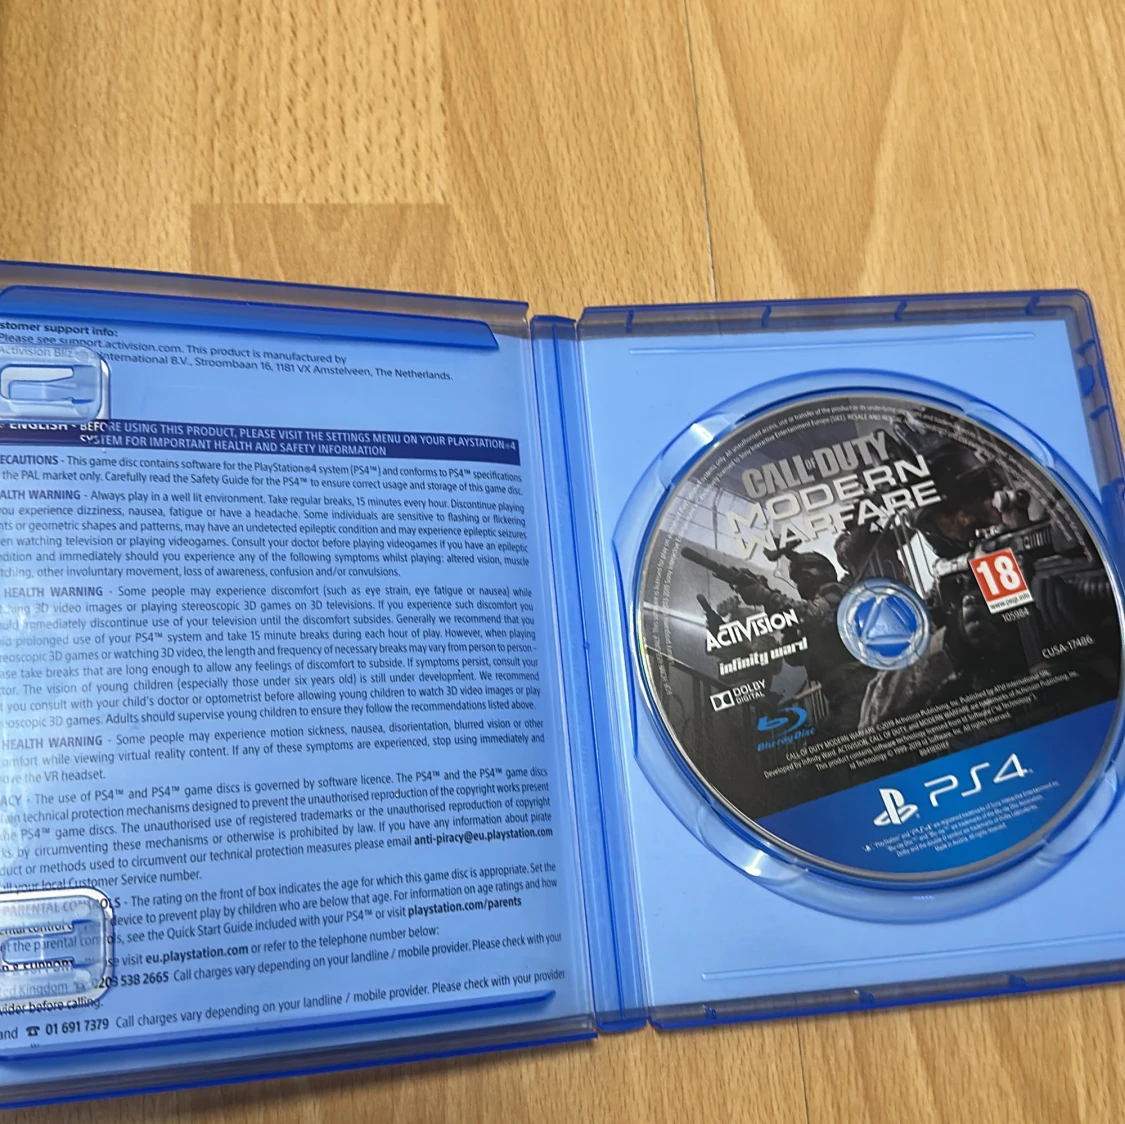 stomer support info:
Please see support.activision.com. This product is manufactured by
Activision Bliz International B.V., Stroombaan 16, 1181 VX Amstelveen, The Netherlands.
ENGLISH - BEFORE USING THIS PRODUCT, PLEASE VISIT THE SETTINGS MENU ON YOUR PLAYSTATION®4
SYSTEM FOR IMPORTANT HEALTH AND SAFETY INFORMATION
ECAUTIONS - This game disc contains software for the PlayStation®4 system (PS4™) and conforms to PS4™ specifications
the PAL market only. Carefully read the Safety Guide for the PS4™ to ensure correct usage and storage of this game disc.
ALTH WARNING - Always play in a well lit environment. Take regular breaks, 15 minutes every hour. Discontinue playing
ou experience dizziness, nausea, fatigue or have a headache. Some individuals are sensitive to flashing or flickering
hts or geometric shapes and patterns, may have an undetected epileptic condition and may experience epileptic seizures
en watching television or playing videogames. Consult your doctor before playing videogames if you have an epileptic
ndition and immediately should you experience any of the following symptoms whilst playing: altered vision, muscle
tching, other involuntary movement, loss of awareness, confusion and/or convulsions.
HEALTH WARNING - Some people may experience discomfort (such as eye strain, eye fatigue or nausea) while
3D video images or playing stereoscopic 3D games on 3D televisions. If you experience such discomfort you
uld immediately discontinue use of your television until the discomfort subsides. Generally we recommend that you
id prolonged use of your PS4™ system and take 15 minute breaks during each hour of play. However, when playing
reoscopic 3D games or watching 3D video, the length and frequency of necessary breaks may vary from person to person -
ase take breaks that are long enough to allow any feelings of discomfort to subside. If symptoms persist, consult your
tor. The vision of young children (especially those under six years old) is still under development. We recommend
t you consult with your child's doctor or optometrist before allowing young children to watch 3D video images or play
oscopic 3D games. Adults should supervise young children to ensure they follow the recommendations listed above.
HEALTH WARNING - Some people may experience motion sickness, nausea, disorientation, blurred vision or other
omfort while viewing virtual reality content. If any of these symptoms are experienced, stop using immediately and
ove the VR headset.
ACY - The use of PS4™ and PS4™ game discs is governed by software licence. The PS4™ and the PS4™ game discs
technical protection mechanisms designed to prevent the unauthorised reproduction of the copyright works present
he PS4™ game discs. The unauthorised use of registered trademarks or the unauthorised reproduction of copyright
ks by circumventing these mechanisms or otherwise is prohibited by law. If you have any information about pirate
duct or methods used to circumvent our technical protection measures please email anti-piracy@eu.playstation.com
all your local Customer Service number.
PARENTAL CONTROLS - The rating on the front of box indicates the age for which this game disc is appropriate. Set the
device to prevent play by children who are below that age. For information on age ratings and how
et the parental controls, see the Quick Start Guide included with your PS4™ or visit playstation.com/parents
visit eu.playstation.com or refer to the telephone number below:
☎ 0203 538 2665 Call charges vary depending on your landline / mobile provider. Please check with your
vider before calling.
and ☎ 01 691 7379 Call charges vary depending on your landline / mobile provider. Please check with your provider
CALL OF DUTY
MODERN
WARFARE
18
www.pegi.info
105984
ACTIVISION
infinity ward
CUSA-17486
DOLBY
DIGITAL
Blu-ray Disc
PS4